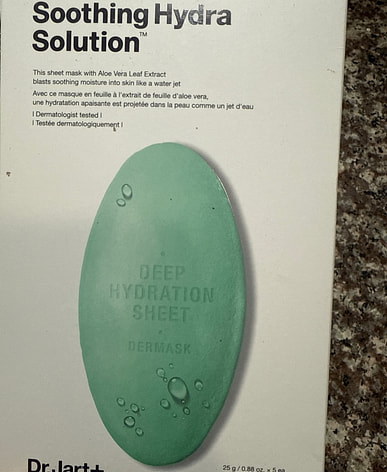 Soothing Hydra
Solution™
This sheet mask with Aloe Vera Leaf Extract
blasts soothing moisture into skin like a water jet
Avec ce masque en feuille à l'extrait de feuille d'aloe vera,
une hydratation apaisante est projetée dans la peau comme un jet d'eau
| Dermatologist tested |
| Testée dermatologiquement |
DEEP
HYDRATION
SHEET
DERMASK
Dr.Jart+
25 g / 0.88 oz. x 5 ea